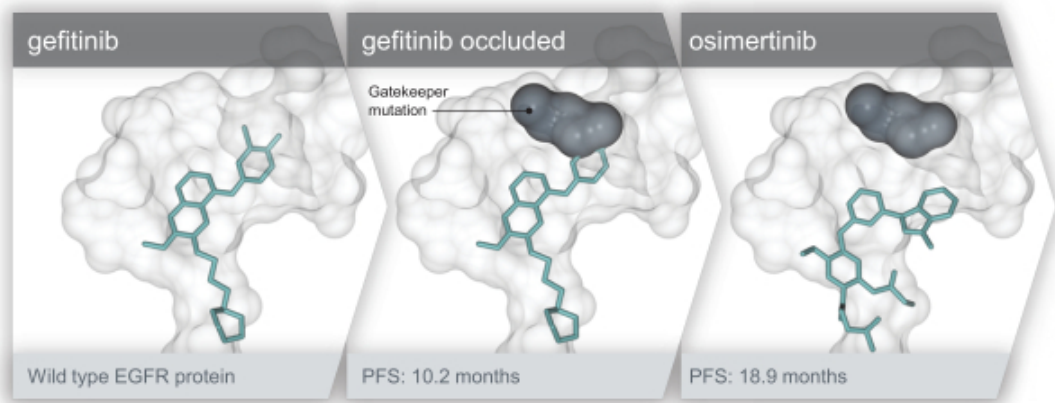 gefitinib
gefitinib occluded
osimertinib
Gatekeeper
mutation
Wild type EGFR protein
PFS: 10.2 months
PFS: 18.9 months